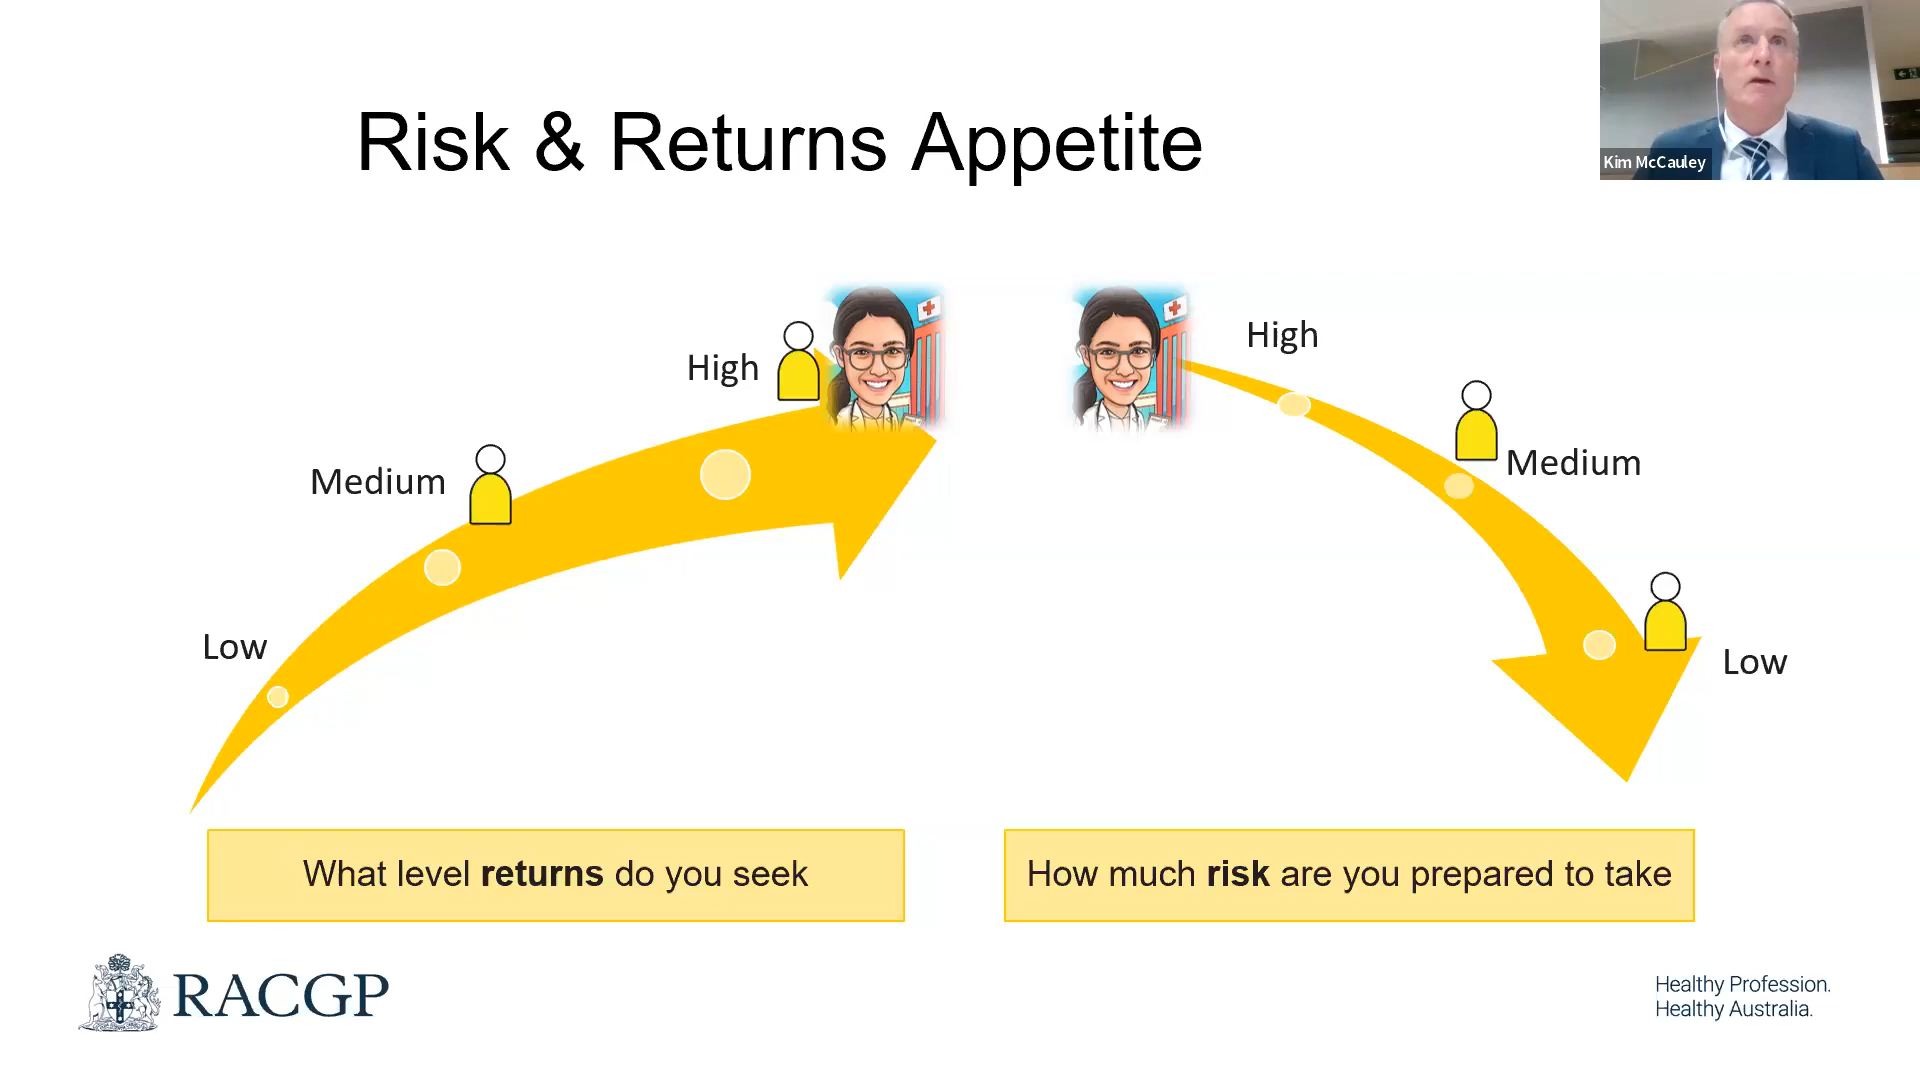 Risk & Returns Appetite
Kim McCauley
High
Medium
Low
High
Medium
Low
What level returns do you seek
How much risk are you prepared to take
RACGP
Healthy Profession.
Healthy Australia.